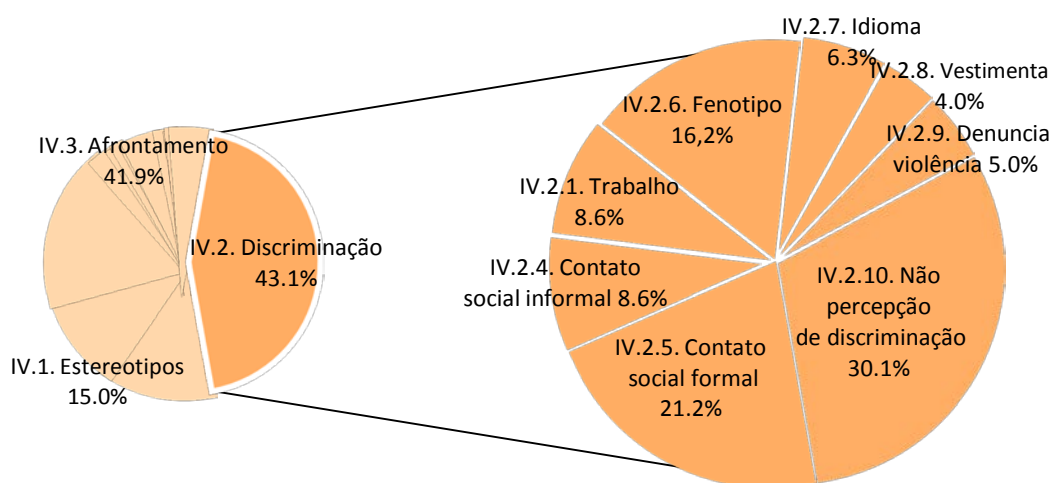 IV.3. Afrontamento
41.9%
IV.2. Discriminação
43.1%
IV.1. Estereotipos
15.0%
IV.2.7. Idioma
6.3%
IV.2.8. Vestimenta
4.0%
IV.2.6. Fenotipo
16,2%
IV.2.9. Denuncia
violência 5.0%
IV.2.1. Trabalho
8.6%
IV.2.4. Contato
social informal 8.6%
IV.2.10. Não
percepção
de discriminação
30.1%
IV.2.5. Contato
social formal
21.2%